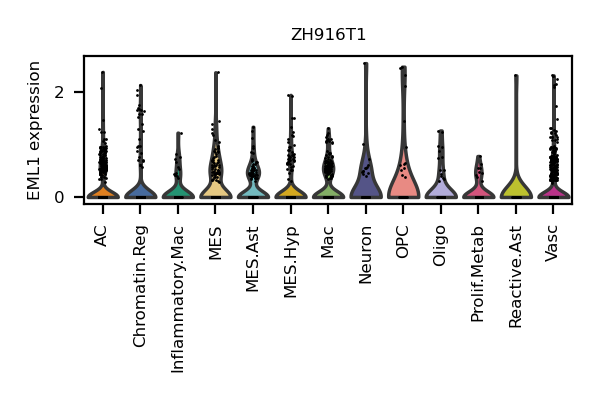 ZH916T1
EML1 expression
2
0
AC
Chromatin.Reg
Inflammatory.Mac
MES
MES.Ast
MES.Hyp
Mac
Neuron
OPC
Oligo
Prolif.Metab
Reactive.Ast
Vasc